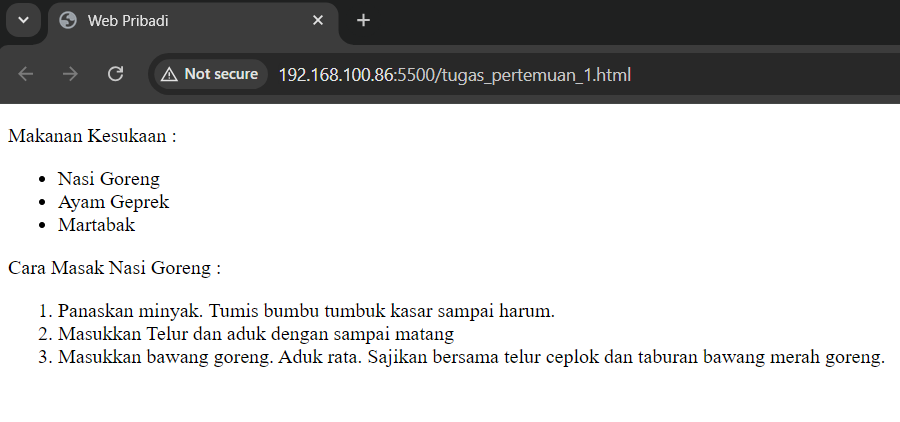 Web Pribadi
Not secure 192.168.100.86:5500/tugas_pertemuan_1.html
Makanan Kesukaan :
• Nasi Goreng
• Ayam Geprek
• Martabak
Cara Masak Nasi Goreng :
1. Panaskan minyak. Tumis bumbu tumbuk kasar sampai harum.
2. Masukkan Telur dan aduk dengan sampai matang
3. Masukkan bawang goreng. Aduk rata. Sajikan bersama telur ceplok dan taburan bawang merah goreng.